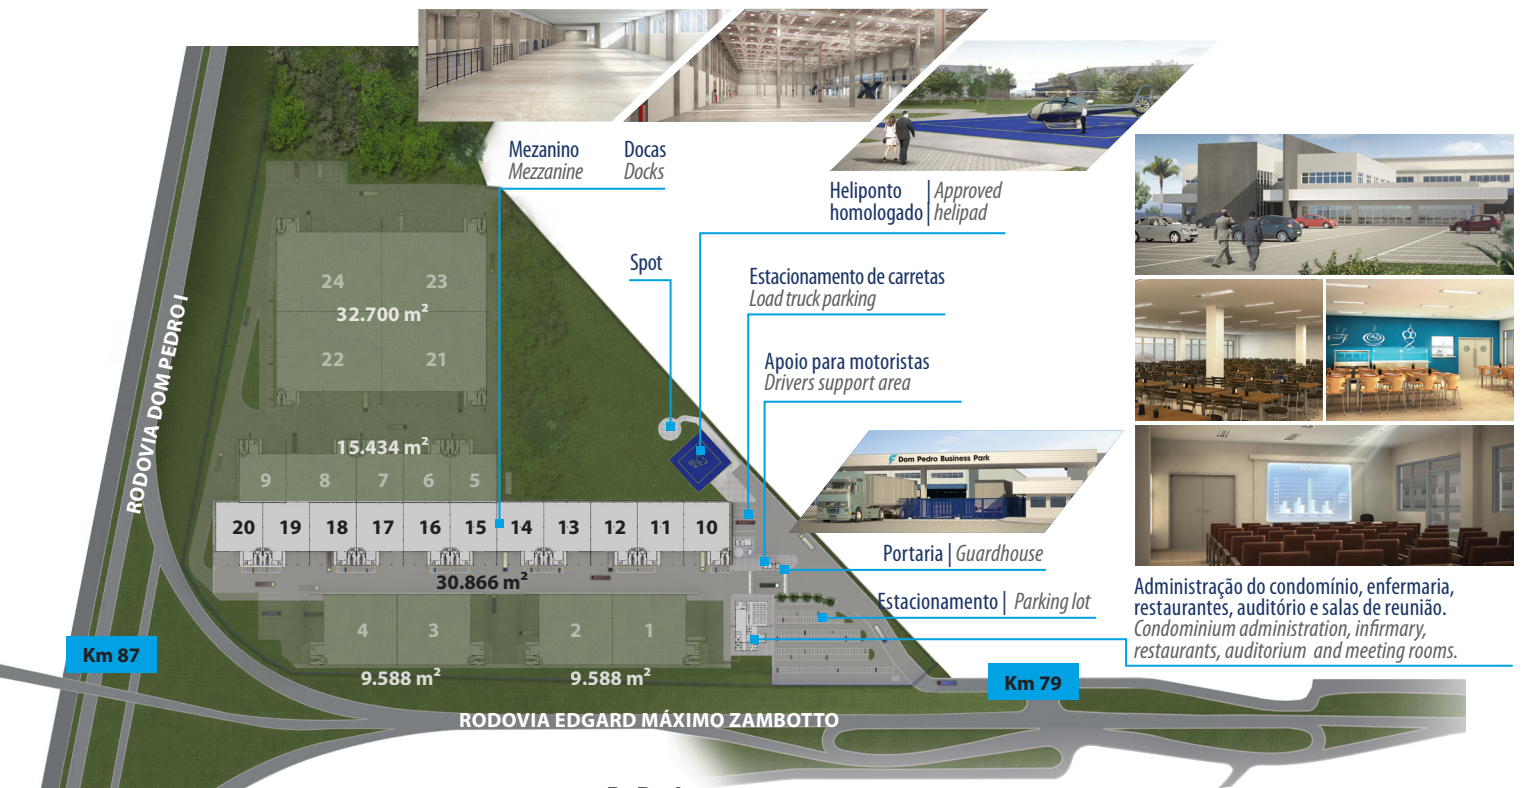 Mezanino
Mezzanine
Docas
Docks
Heliponto
homologado
Approved
helipad
Spot
Estacionamento de carretas
Load truck parking
Apoio para motoristas
Drivers support area
Dom Pedro Business Park
Portaria | Guardhouse
Estacionamento | Parking lot
Administração do condomínio, enfermaria,
restaurantes, auditório e salas de reunião.
Condominium administration, infirmary,
restaurants, auditorium and meeting rooms.
RODOVIA DOM PEDRO I
24
23
32.700 m²
22
21
15.434 m²
9
8
7
6
5
20
19
18
17
16
15
14
13
12
11
10
30.866 m²
4
3
2
1
9.588 m²
9.588 m²
Km 87
Km 79
RODOVIA EDGARD MÁXIMO ZAMBOTTO